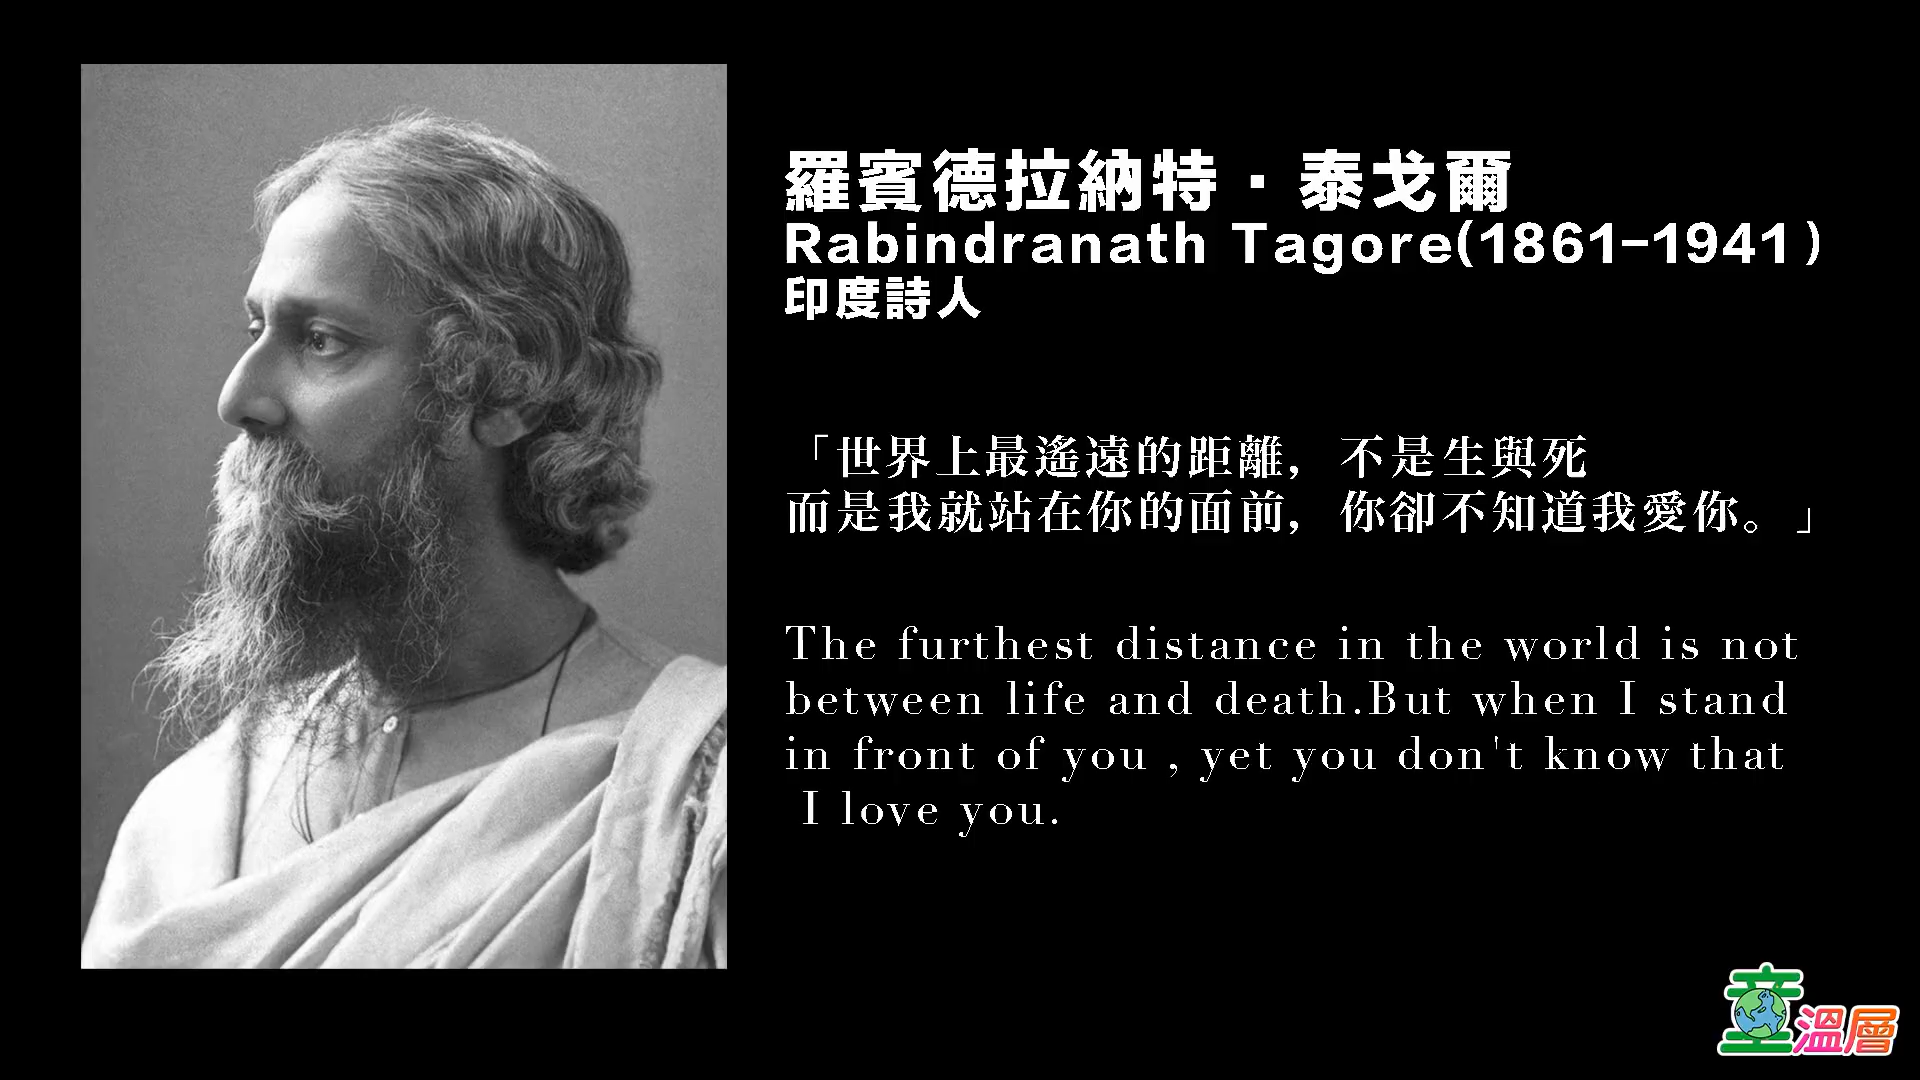 羅賓德拉納特·泰戈爾
Rabindranath Tagore(1861-1941)
印度詩人
「世界上最遙遠的距離，不是生與死
而是我就站在你的面前，你卻不知道我愛你。」
The furthest distance in the world is not
between life and death.But when I stand
in front of you , yet you don't know that
I love you.
童溫層